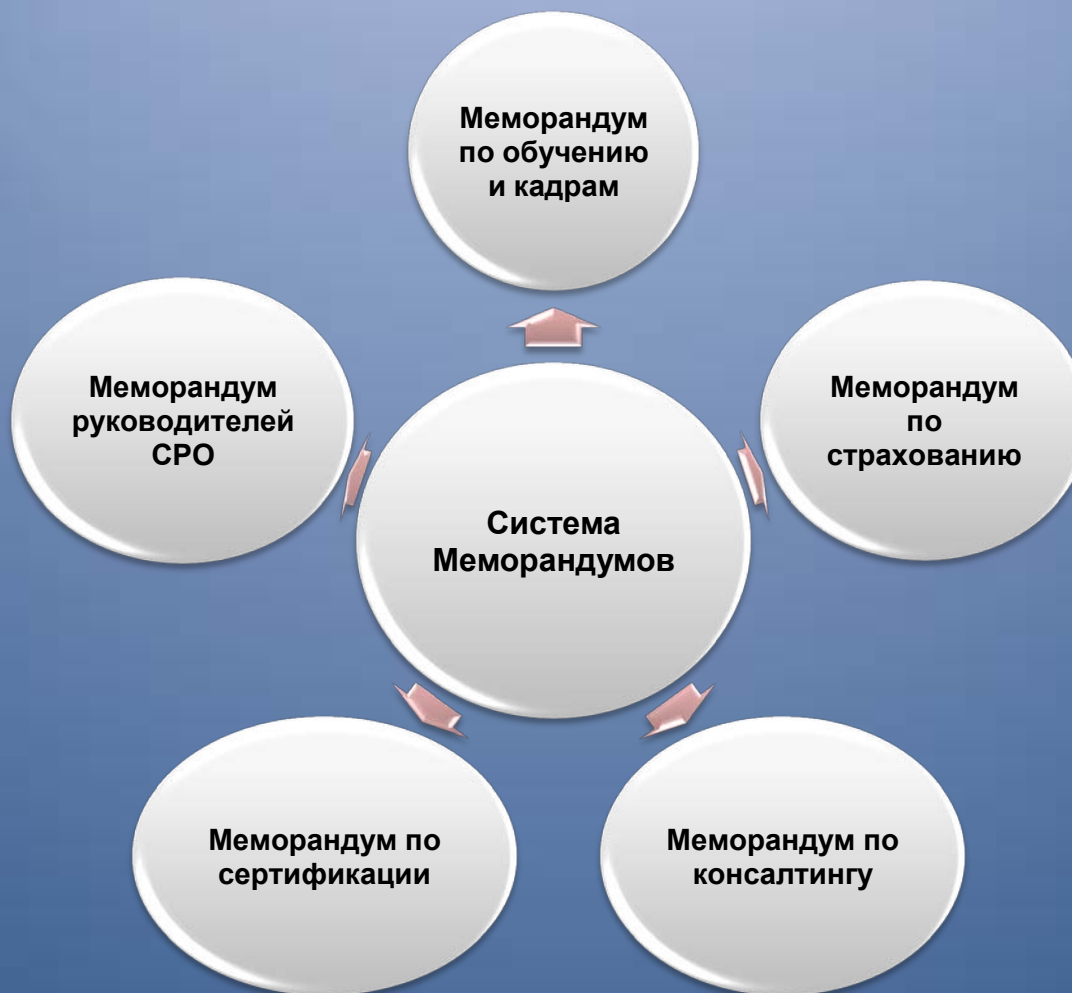 Меморандум
по обучению
и кадрам
Меморандум
руководителей
СРО
Меморандум
по
страхованию
Система
Меморандумов
Меморандум по
сертификации
Меморандум по
консалтингу